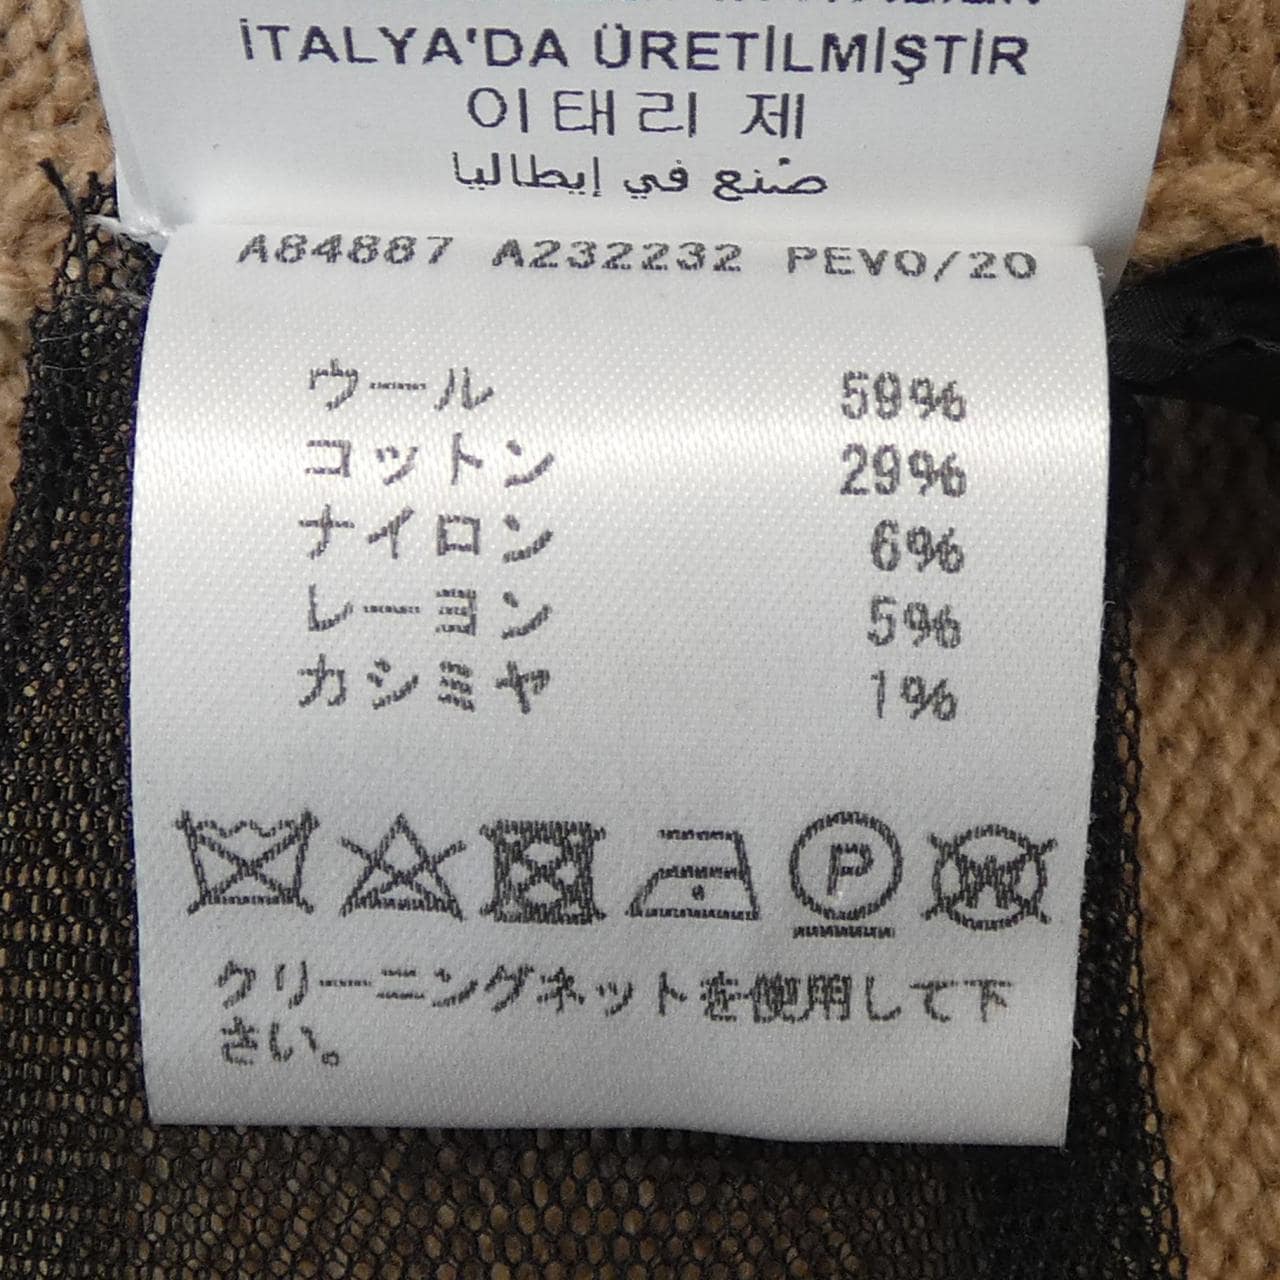 İTALYA'DA ÜRETİLMİŞTİR
이태리 제
صُنع في إيطاليا
A84887 A232232 PEVO/20
ウール 59%
コットン 29%
ナイロン 6%
レーヨン 5%
カシミヤ 1%
P W
クリーニングネットを使用して下
さい。